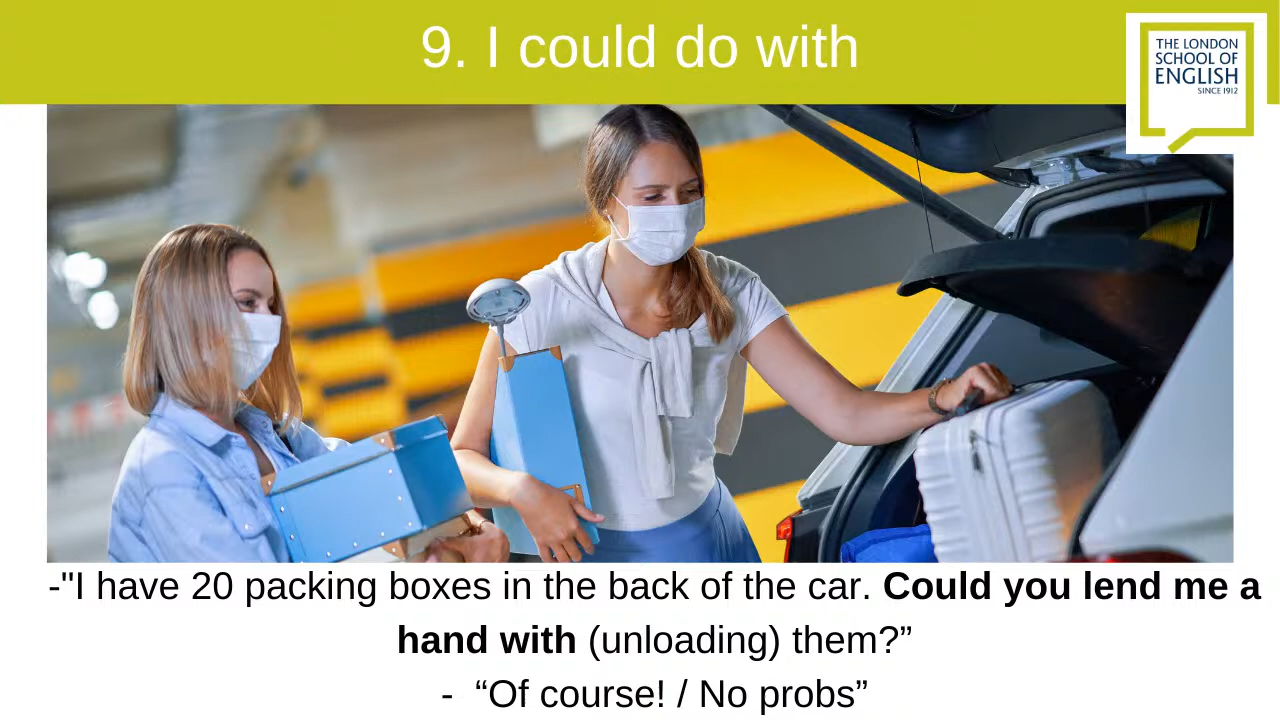 9. I could do with
THE LONDON
SCHOOL OF
ENGLISH
SINCE 1912
-"I have 20 packing boxes in the back of the car. Could you lend me a
hand with (unloading) them?”
- “Of course! / No probs”